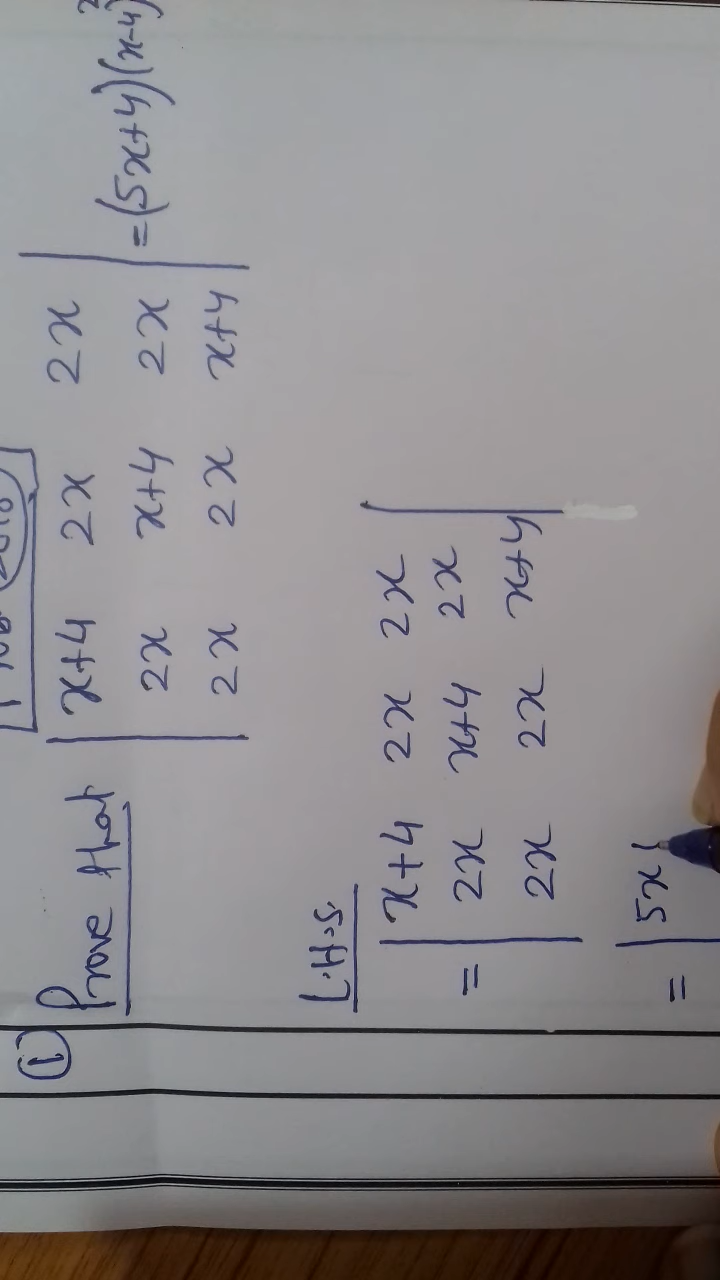 2010
① Prove that | x+4 2x 2x |
| 2x x+4 2x | =(5x+4)(x-4)²
| 2x 2x x+4 |
L.H.S.
= | x+4 2x 2x |
| 2x x+4 2x |
| 2x 2x x+4 |
= | 5x+